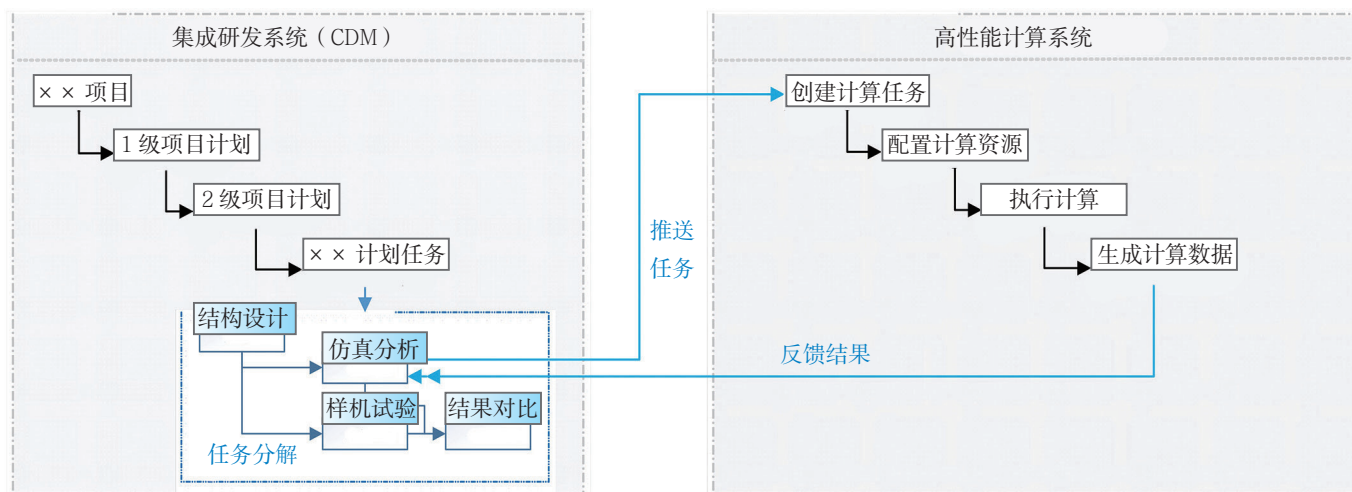 集成研发系统（CDM）
×× 项目
1 级项目计划
2 级项目计划
×× 计划任务
结构设计
仿真分析
样机试验
结果对比
任务分解
推送
任务
反馈结果
高性能计算系统
创建计算任务
配置计算资源
执行计算
生成计算数据